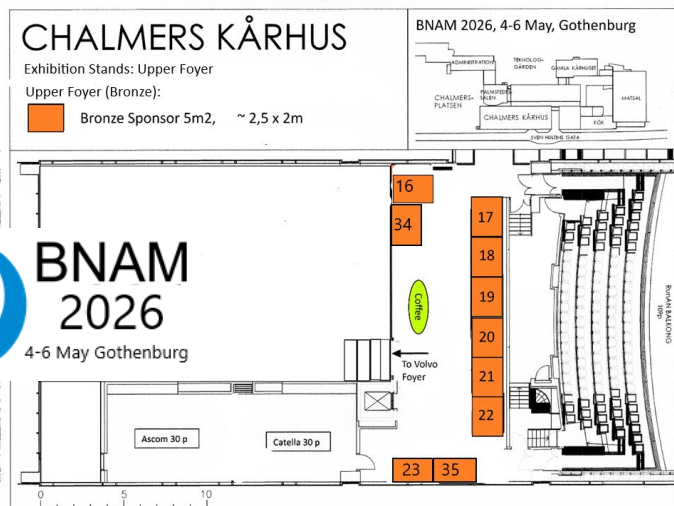 CHALMERS KÅRHUS
Exhibition Stands: Upper Foyer
Upper Foyer (Bronze):
Bronze Sponsor 5m2, ~ 2,5 x 2m
BNAM 2026, 4-6 May, Gothenburg
ADMINISTRATION
TEKNOLOG-
GÅRDEN
GAMLA KÅRHUSET
CHALMERS-
PLATSEN
PALMSTEDT-
SALEN
MATSAL
CHALMERS KÅRHUS
KÖK
SVEN HULTINS GATA
16
34
17
18
19
20
21
22
23
35
Coffee
To Volvo
Foyer
BNAM
2026
4-6 May Gothenburg
RunAN BALKONG
109p
Ascom 30 p
Catella 30 p
0 5 10